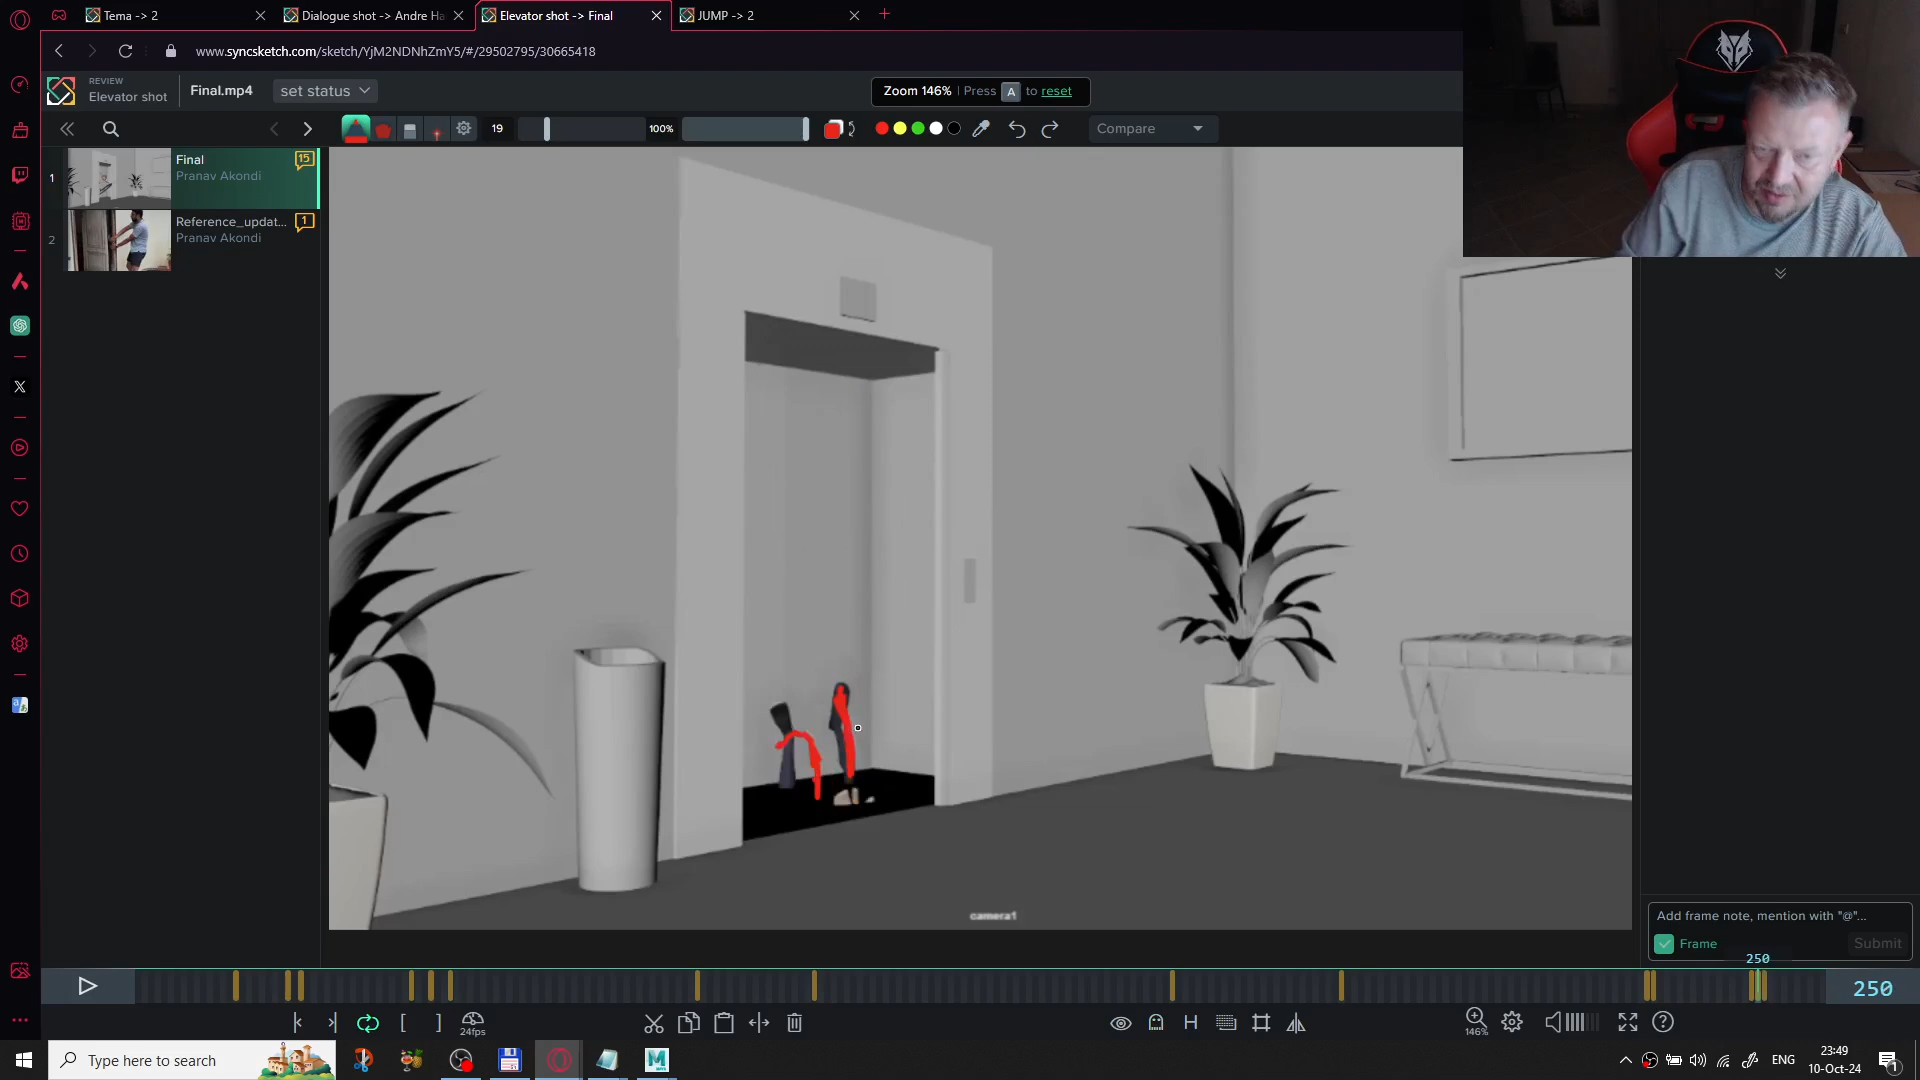 Tema -> 2
Dialogue shot -> Andre Ha
Elevator shot -> Final
JUMP -> 2
www.syncsketch.com/sketch/YjM2NDNhZmY5/#/29502795/30665418
REVIEW
Elevator shot
Final.mp4
set status
Zoom 146% | Press A to reset
19
100%
Compare
1
Final
Pranav Akondi
15
2
Reference_updat...
Pranav Akondi
1
camera1
Add frame note, mention with "@"...
Frame
Submit
250
250
24fps
H
146%
Type here to search
ENG
23:49
10-Oct-24
1